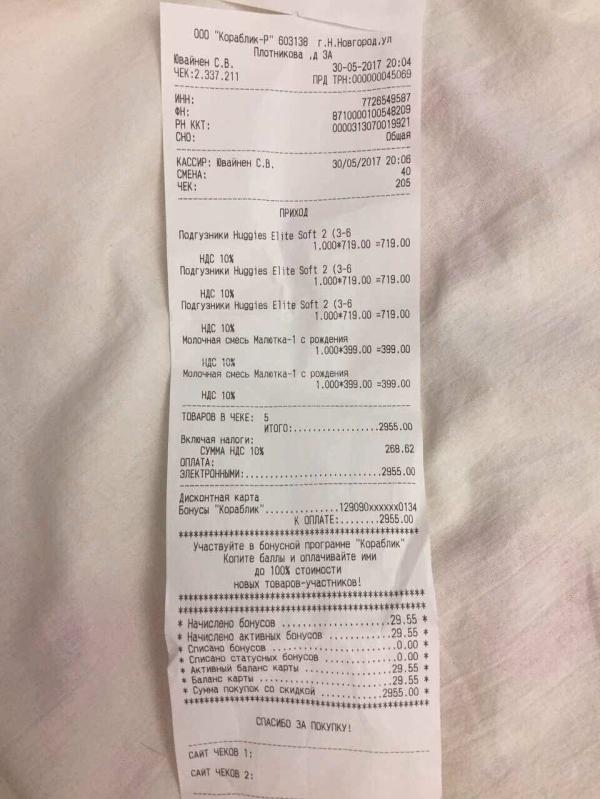 ООО "Кораблик-Р" 603138 г.Н.Новгород,ул
Плотникова ,д 3А
Ювайнен С.В. 30-05-2017 20:04
ЧЕК:2.337.211 ПРД ТРН:000000045069
ИНН: 7726549587
ФН: 8710000100548209
РН ККТ: 0000313070019921
СНО: Общая
КАССИР: Ювайнен С.В. 30/05/2017 20:06
СМЕНА: 40
ЧЕК: 205
ПРИХОД
Подгузники Huggies Elite Soft 2 (3-6
1.000*719.00 =719.00
НДС 10%
Подгузники Huggies Elite Soft 2 (3-6
1.000*719.00 =719.00
НДС 10%
Подгузники Huggies Elite Soft 2 (3-6
1.000*719.00 =719.00
НДС 10%
Молочная смесь Малютка-1 с рождения
1.000*399.00 =399.00
НДС 10%
Молочная смесь Малютка-1 с рождения
1.000*399.00 =399.00
НДС 10%
ТОВАРОВ В ЧЕКЕ: 5
ИТОГО:..................2955.00
Включая налоги:
СУММА НДС 10% 268.62
ОПЛАТА:
ЭЛЕКТРОННЫМИ:......................2955.00
Дисконтная карта
Бонусы "Кораблик"..............129090xxxxxx0134
К ОПЛАТЕ:........2955.00
****************************************
Участвуйте в бонусной программе "Кораблик"
Копите баллы и оплачивайте ими
до 100% стоимости
новых товаров-участников!
****************************************
****************************************
* Начислено бонусов ..................29.55 *
* Начислено активных бонусов .........29.55 *
* Списано бонусов .....................0.00 *
* Списано статусных бонусов ...........0.00 *
* Активный баланс карты ..............29.55 *
* Баланс карты .......................29.55 *
* Сумма покупок со скидкой .........2955.00 *
****************************************
СПАСИБО ЗА ПОКУПКУ!
САЙТ ЧЕКОВ 1:
САЙТ ЧЕКОВ 2: